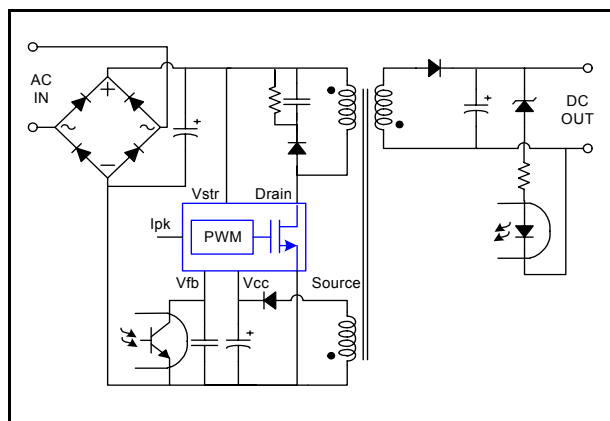 AC
IN
+
~
~
−
+
+
DC
OUT
Vstr
Drain
Ipk
PWM
Vfb
Vcc
Source
+